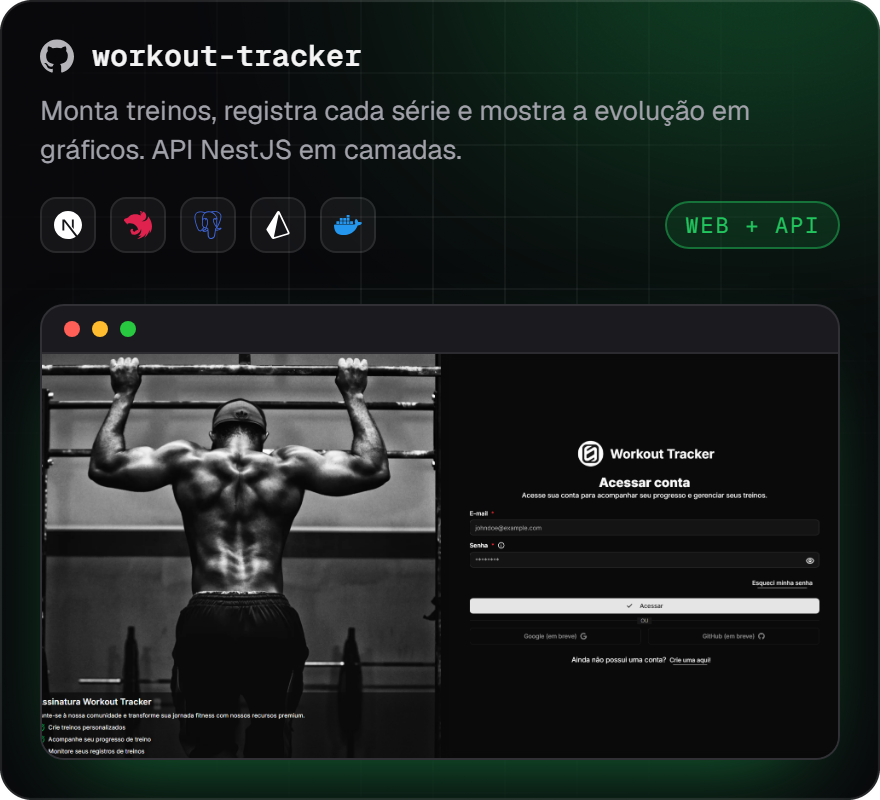 workout-tracker
Monta treinos, registra cada série e mostra a evolução em
gráficos. API NestJS em camadas.
WEB + API
Workout Tracker
Acessar conta
Acesse sua conta para acompanhar seu progresso e gerenciar seus treinos.
E-mail *
johndoe@example.com
Senha *
********
Esqueci minha senha
Acessar
OU
Google (em breve)
GitHub (em breve)
Ainda não possui uma conta? Crie uma aqui!
ssinatura Workout Tracker
nte-se à nossa comunidade e transforme sua jornada fitness com nossos recursos premium.
Crie treinos personalizados
Acompanhe seu progresso de treino
Monitore seus registros de treinos